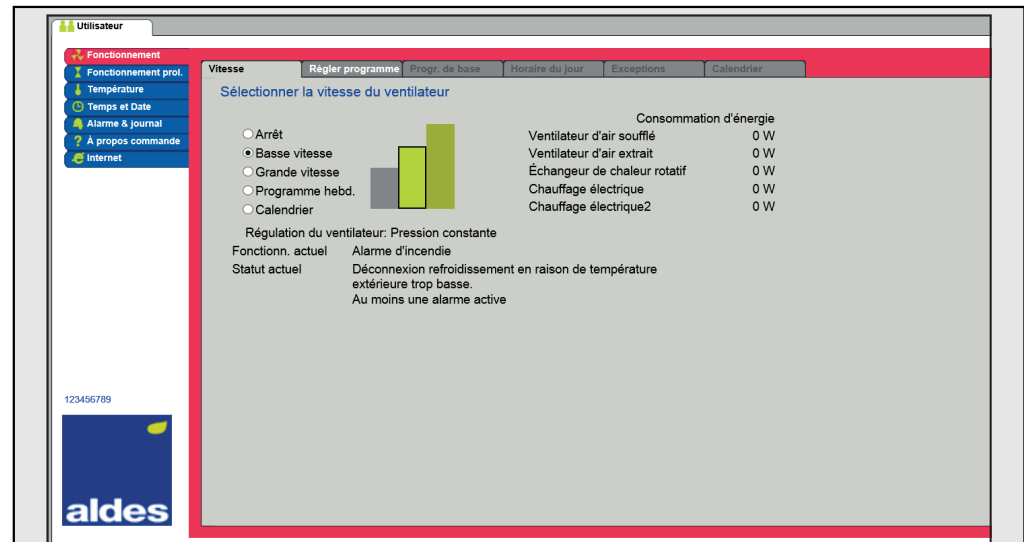 Utilisateur
Fonctionnement
Fonctionnement prol.
Température
Temps et Date
Alarme & journal
À propos commande
Internet
Vitesse Régler programme Progr. de base Horaire du jour Exceptions Calendrier
Sélectionner la vitesse du ventilateur
Arrêt
Basse vitesse
Grande vitesse
Programme hebd.
Calendrier
Consommation d'énergie
Ventilateur d'air soufflé 0 W
Ventilateur d'air extrait 0 W
Échangeur de chaleur rotatif 0 W
Chauffage électrique 0 W
Chauffage électrique2 0 W
Régulation du ventilateur: Pression constante
Fonctionn. actuel Alarme d'incendie
Statut actuel Déconnexion refroidissement en raison de température
extérieure trop basse.
Au moins une alarme active
123456789
aldes